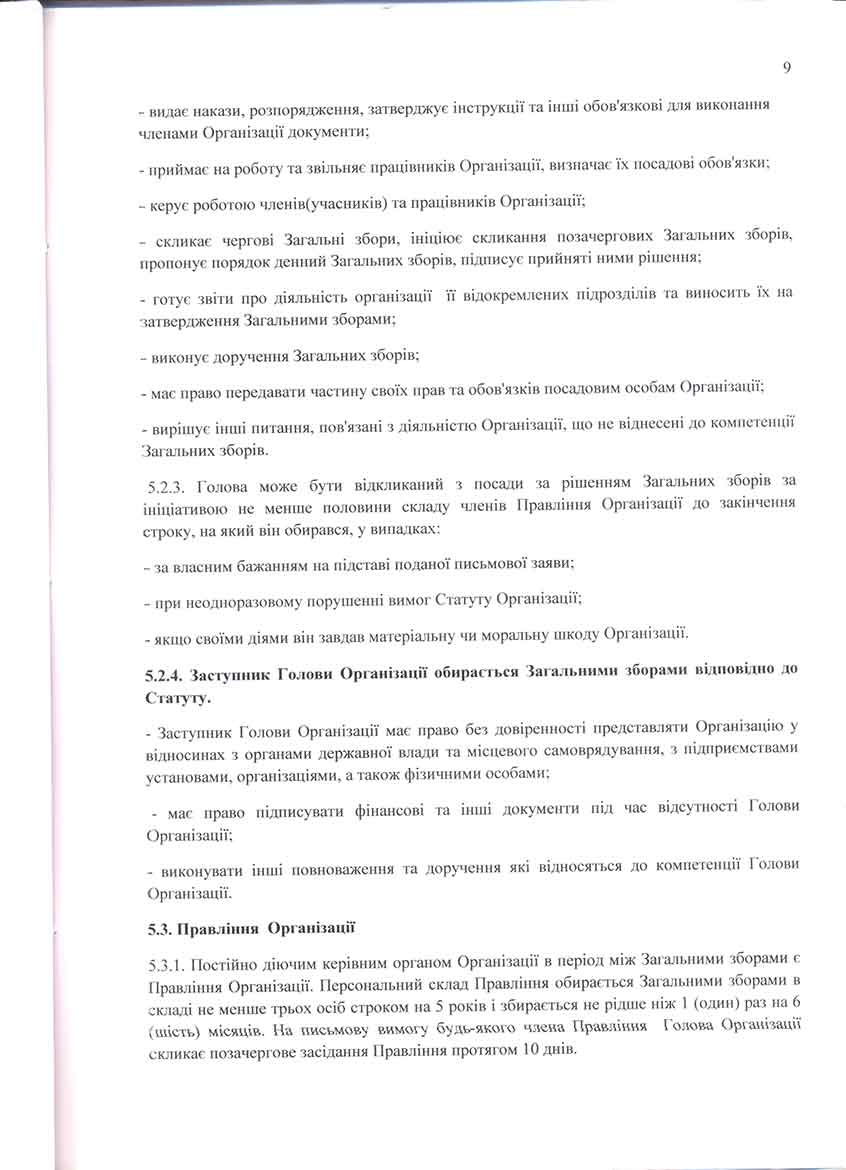 9
- видає накази, розпорядження, затверджує інструкції та інші обов'язкові для виконання
членами Організації документи;
- приймає на роботу та звільняє працівників Організації, визначає їх посадові обов'язки;
- керує роботою членів(учасників) та працівників Організації;
- скликає чергові Загальні збори, ініціює скликання позачергових Загальних зборів,
пропонує порядок денний Загальних зборів, підписує прийняті ними рішення;
- готує звіти про діяльність організації її відокремлених підрозділів та виносить їх на
затвердження Загальними зборами;
- виконує доручення Загальних зборів;
- має право передавати частину своїх прав та обов'язків посадовим особам Організації;
- вирішує інші питання, пов'язані з діяльністю Організації, що не віднесені до компетенції
Загальних зборів.
5.2.3. Голова може бути відкликаний з посади за рішенням Загальних зборів за
ініціативою не менше половини складу членів Правління Організації до закінчення
строку, на який він обирався, у випадках:
- за власним бажанням на підставі поданої письмової заяви;
- при неодноразовому порушенні вимог Статуту Організації;
- якщо своїми діями він завдав матеріальну чи моральну шкоду Організації.
5.2.4. Заступник Голови Організації обирається Загальними зборами відповідно до
Статуту.
- Заступник Голови Організації має право без довіренності представляти Організацію у
відносинах з органами державної влади та місцевого самоврядування, з підприємствами
установами, організаціями, а також фізичними особами;
- має право підписувати фінансові та інші документи під час відсутності Голови
Організації;
- виконувати інші повноваження та доручення які відносяться до компетенції Голови
Організації.
5.3. Правління Організації
5.3.1. Постійно діючим керівним органом Організації в період між Загальними зборами є
Правління Організації. Персональний склад Правління обирається Загальними зборами в
складі не менше трьох осіб строком на 5 років і збирається не рідше ніж 1 (один) раз на 6
(шість) місяців. На письмову вимогу будь-якого члена Правління Голова Організації
скликає позачергове засідання Правління протягом 10 днів.